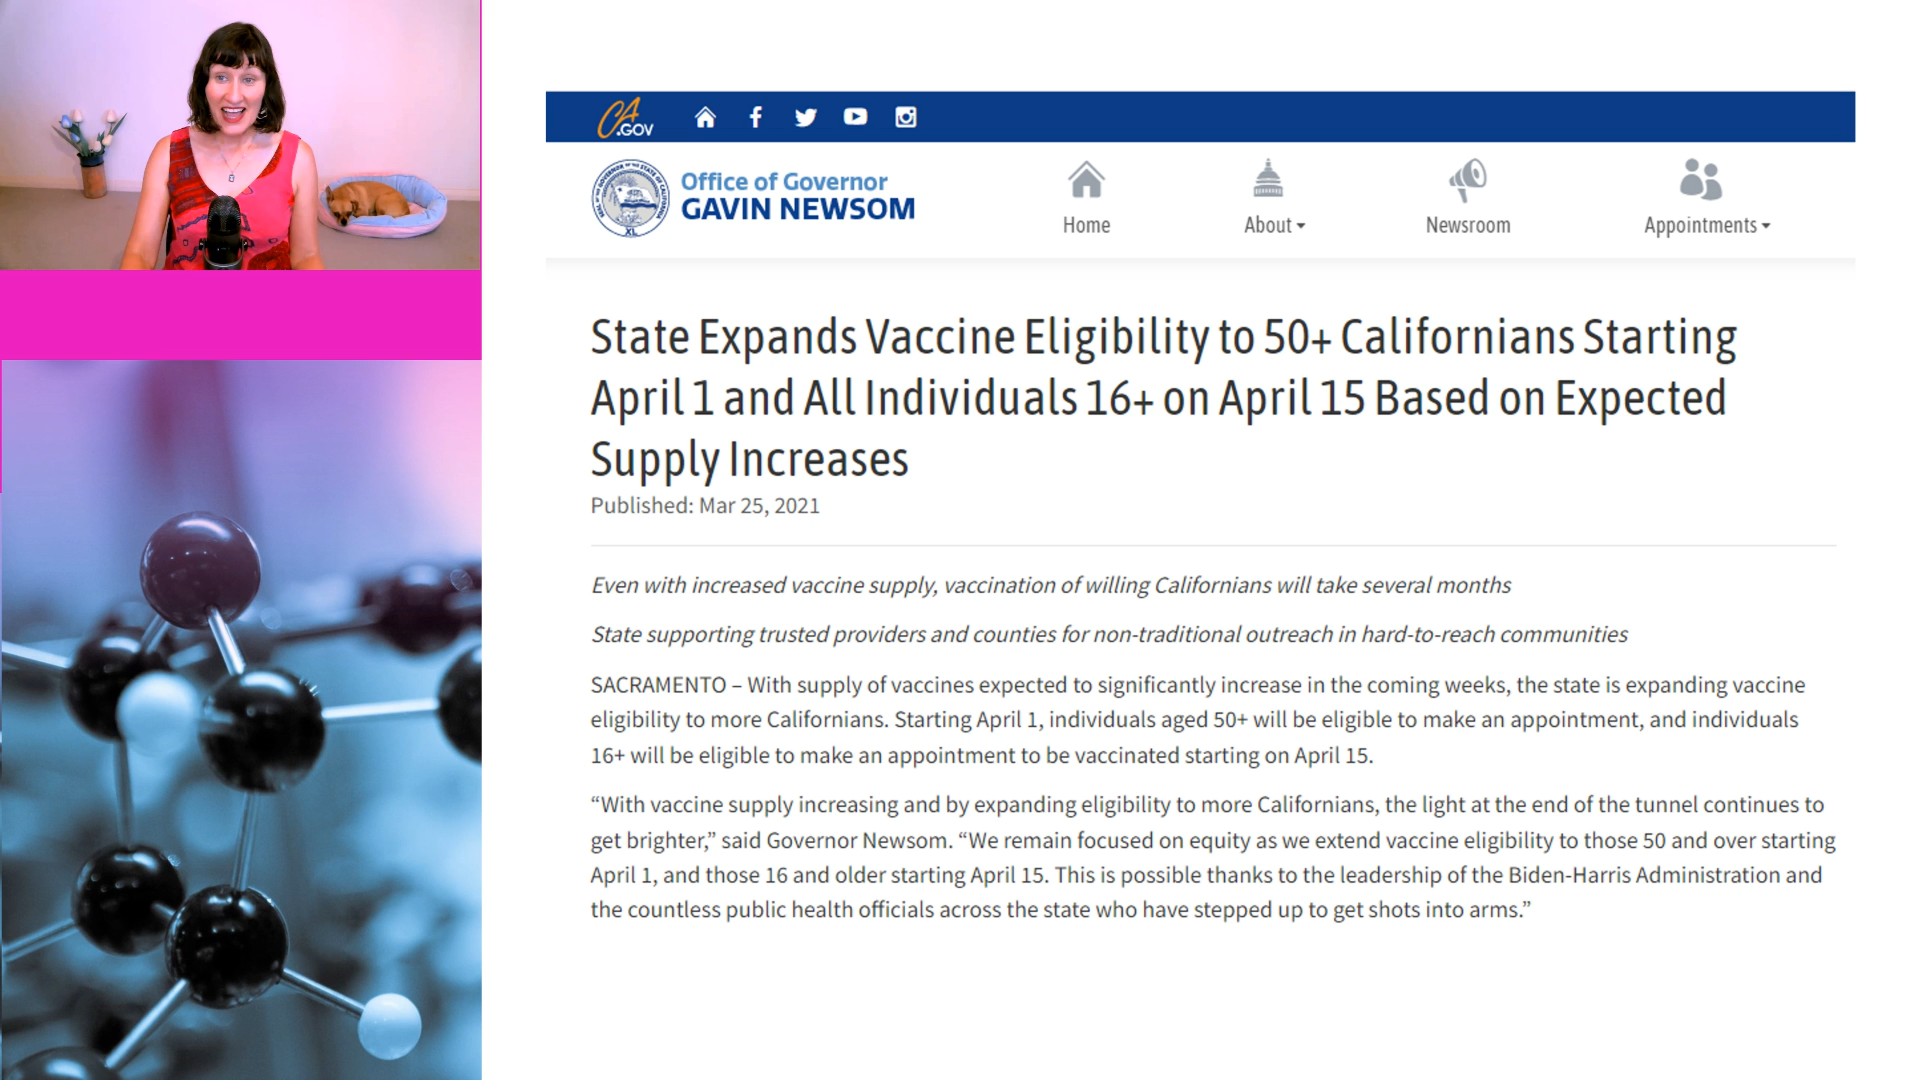 CA
.GOV
Office of Governor
GAVIN NEWSOM
Home
About
Newsroom
Appointments
State Expands Vaccine Eligibility to 50+ Californians Starting
April 1 and All Individuals 16+ on April 15 Based on Expected
Supply Increases
Published: Mar 25, 2021
Even with increased vaccine supply, vaccination of willing Californians will take several months
State supporting trusted providers and counties for non-traditional outreach in hard-to-reach communities
SACRAMENTO – With supply of vaccines expected to significantly increase in the coming weeks, the state is expanding vaccine
eligibility to more Californians. Starting April 1, individuals aged 50+ will be eligible to make an appointment, and individuals
16+ will be eligible to make an appointment to be vaccinated starting on April 15.
“With vaccine supply increasing and by expanding eligibility to more Californians, the light at the end of the tunnel continues to
get brighter,” said Governor Newsom. “We remain focused on equity as we extend vaccine eligibility to those 50 and over starting
April 1, and those 16 and older starting April 15. This is possible thanks to the leadership of the Biden-Harris Administration and
the countless public health officials across the state who have stepped up to get shots into arms.”